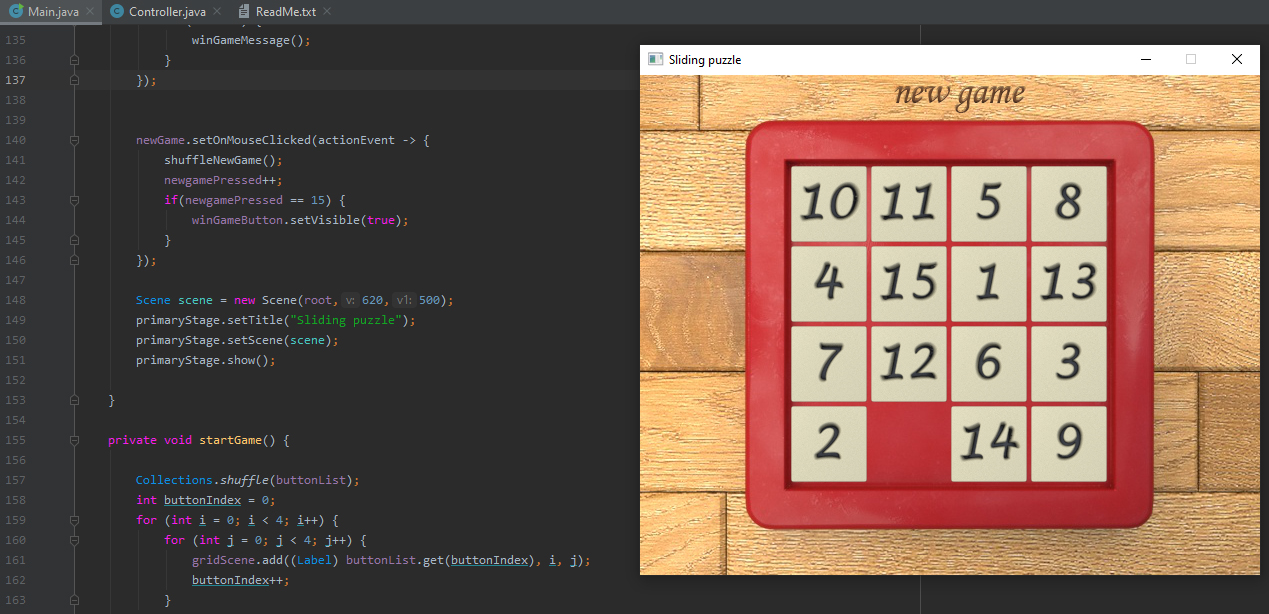 Main.java Controller.java ReadMe.txt
135 winGameMessage();
136 }
137 });
138
139
140 newGame.setOnMouseClicked(actionEvent -> {
141 shuffleNewGame();
142 newgamePressed++;
143 if(newgamePressed == 15) {
144 winGameButton.setVisible(true);
145 }
146 });
147
148 Scene scene = new Scene(root, v: 620, v1: 500);
149 primaryStage.setTitle("Sliding puzzle");
150 primaryStage.setScene(scene);
151 primaryStage.show();
152
153 }
154
155 private void startGame() {
156
157 Collections.shuffle(buttonList);
158 int buttonIndex = 0;
159 for (int i = 0; i < 4; i++) {
160 for (int j = 0; j < 4; j++) {
161 gridScene.add((Label) buttonList.get(buttonIndex), i, j);
162 buttonIndex++;
163 }
Sliding puzzle
new game
10 11 5 8
4 15 1 13
7 12 6 3
2 14 9